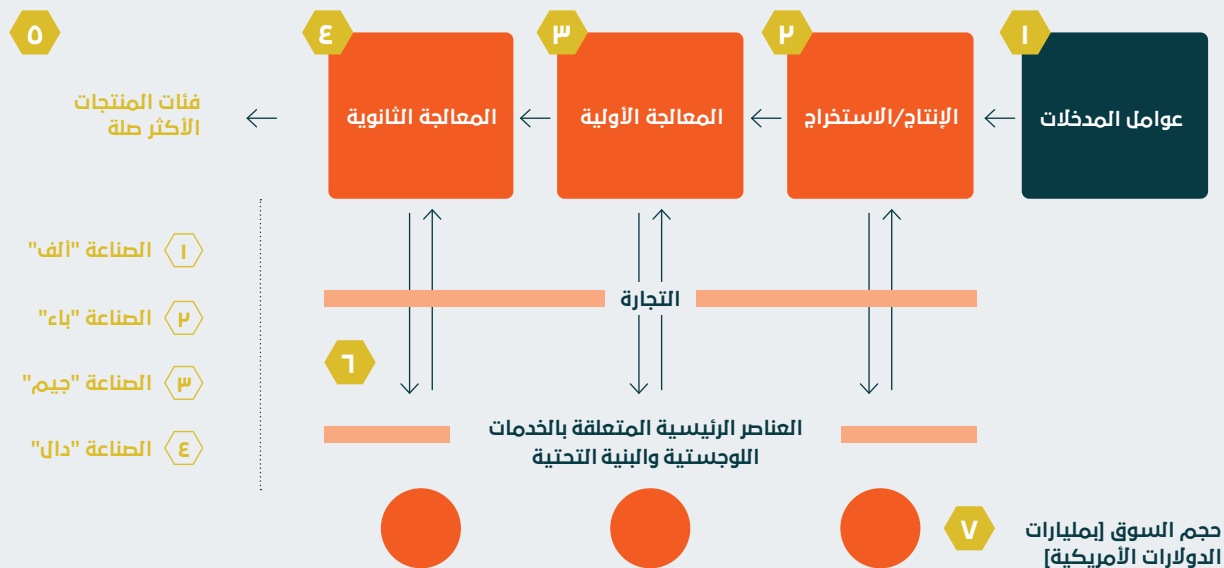 ١
٢
٣
٤
٥
عوامل المدخلات
الإنتاج/الاستخراج
المعالجة الأولية
المعالجة الثانوية
فئات المنتجات
الأكثر صلة
١ الصناعة "ألف"
٢ الصناعة "باء"
٣ الصناعة "جيم"
٤ الصناعة "دال"
التجارة
٦
العناصر الرئيسية المتعلقة بالخدمات
اللوجستية والبنية التحتية
٧
حجم السوق [بمليارات
الدولارات الأمريكية]